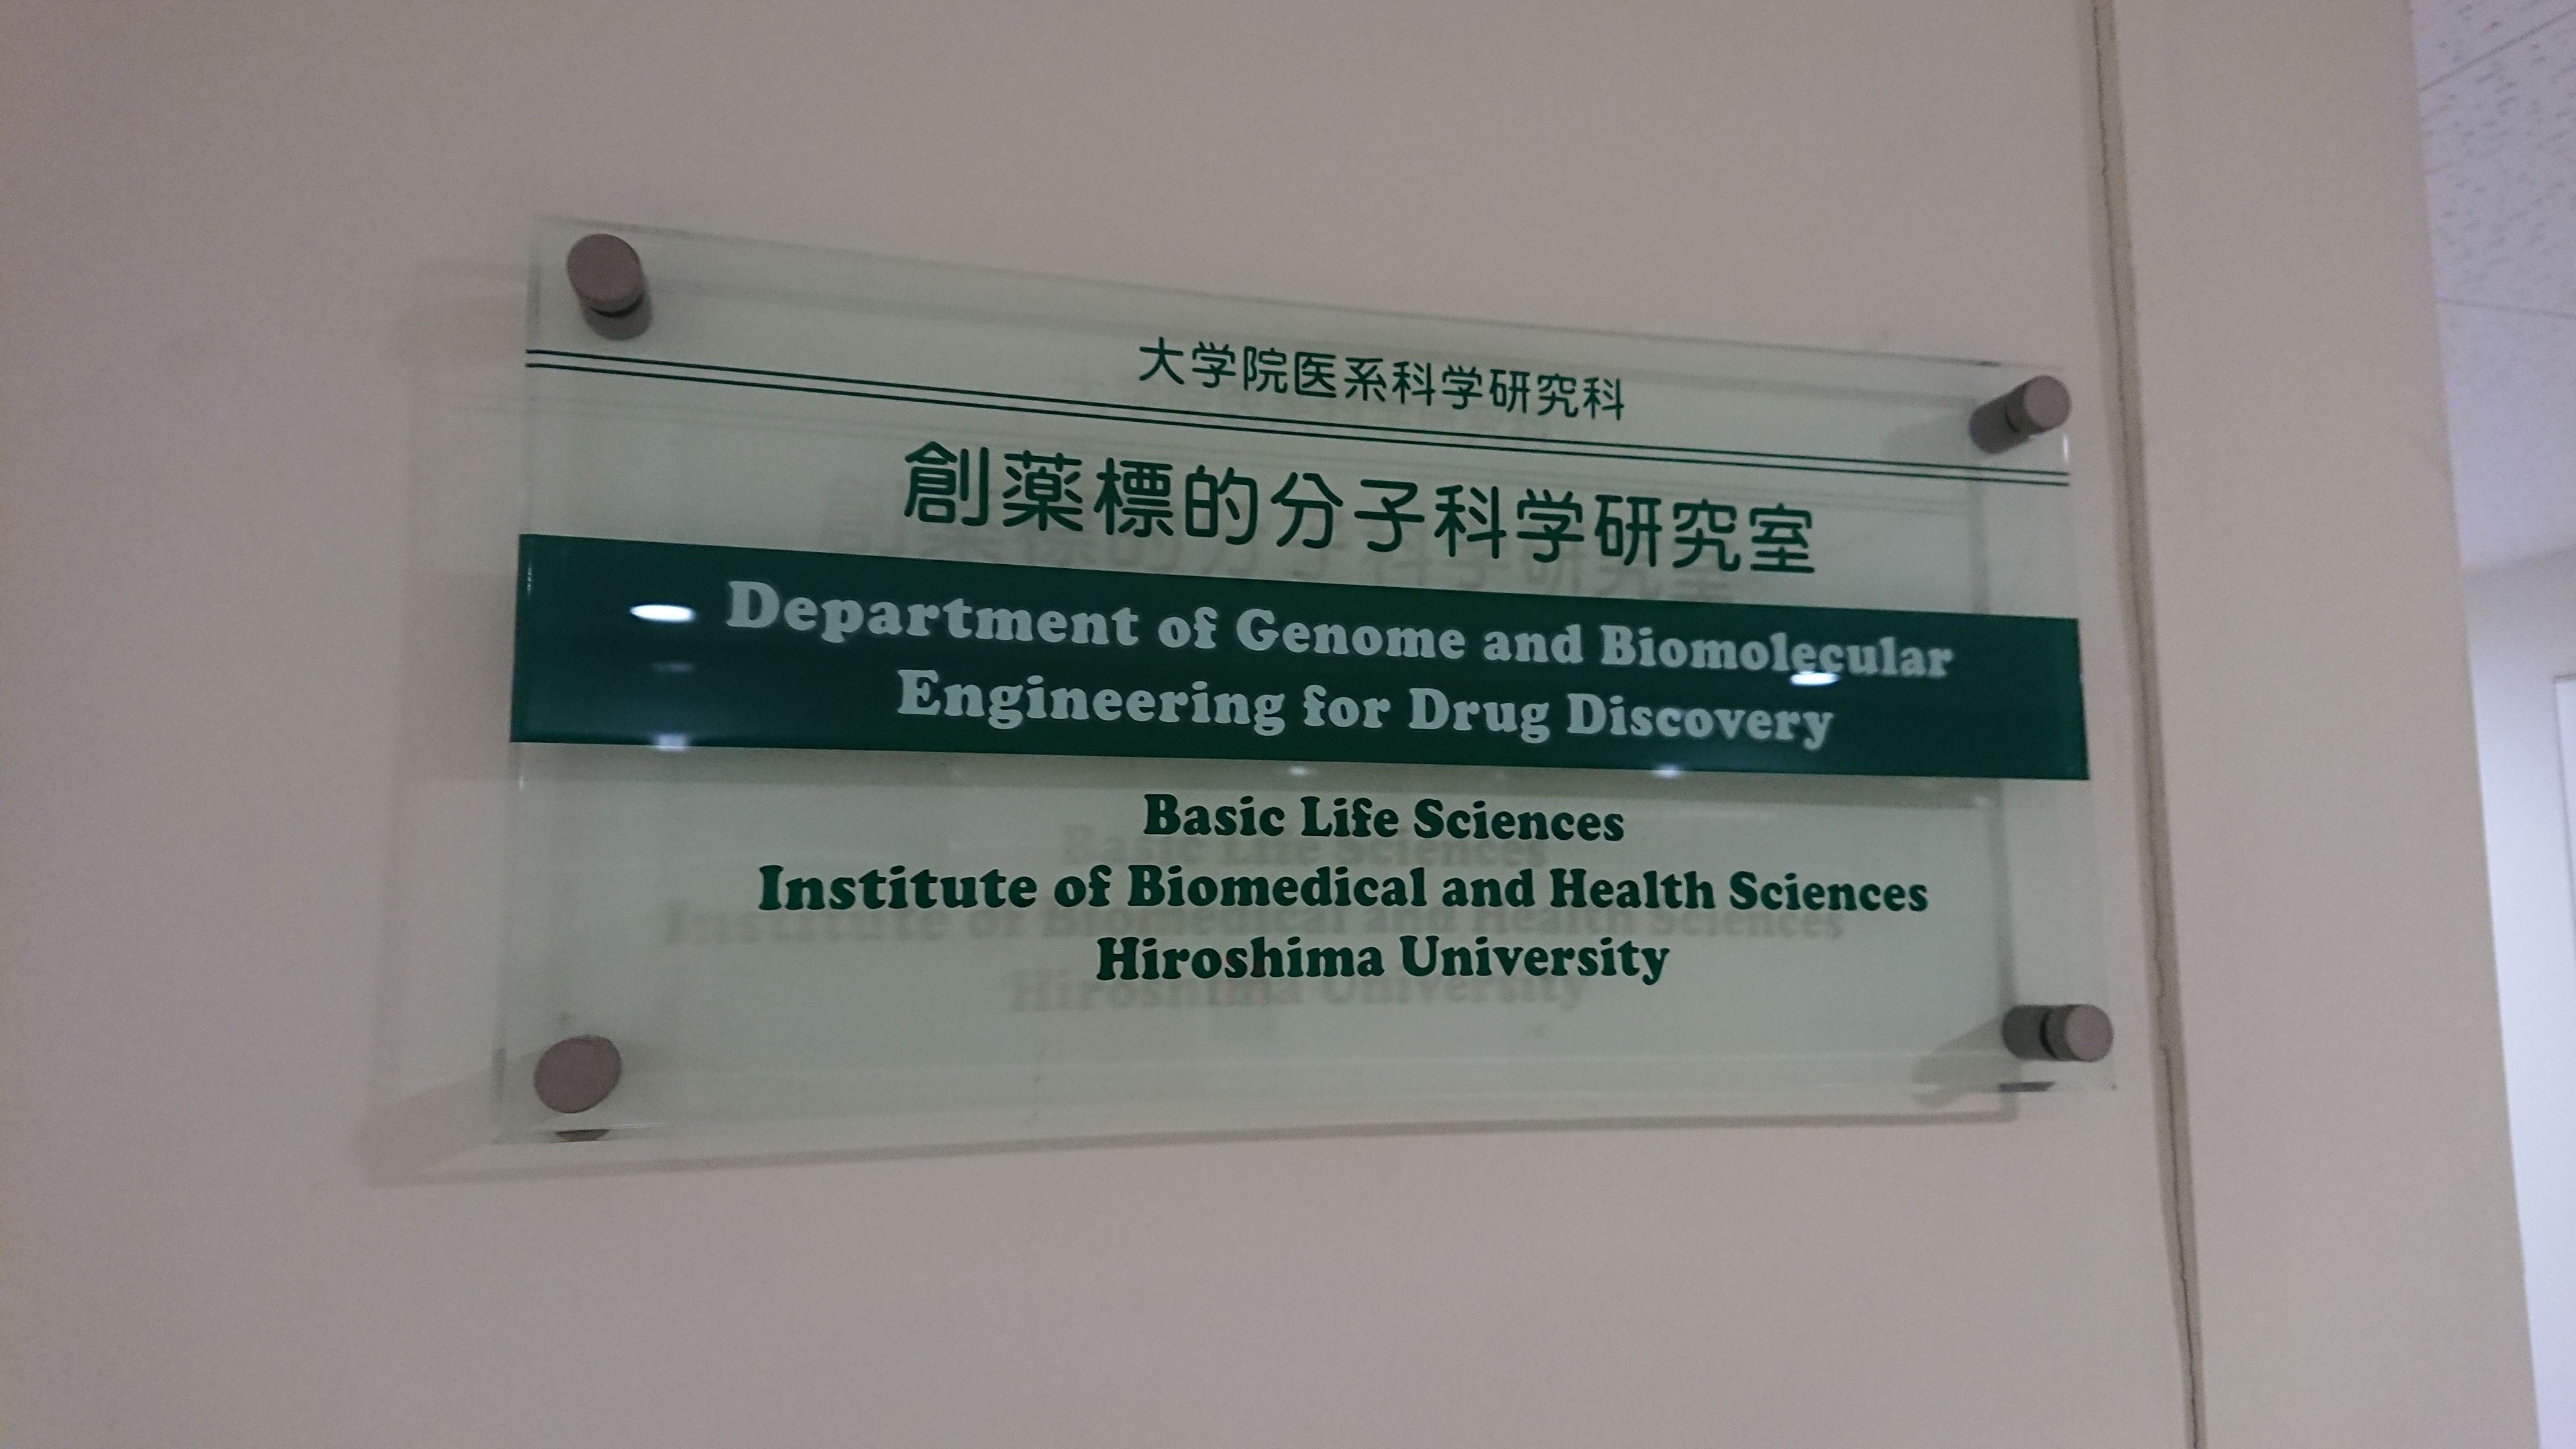 大学院医系科学研究科
創薬標的分子科学研究室
Department of Genome and Biomolecular
Engineering for Drug Discovery
Basic Life Sciences
Institute of Biomedical and Health Sciences
Hiroshima University